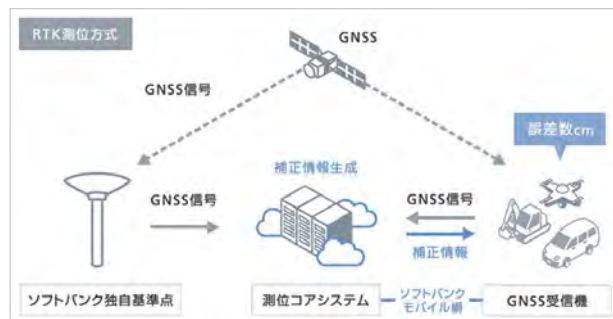 RTK測位方式
GNSS
GNSS信号
誤差数cm
補正情報生成
GNSS信号
GNSS信号
補正情報
ソフトバンク独自基準点
測位コアシステム
ソフトバンク
モバイル網
GNSS受信機